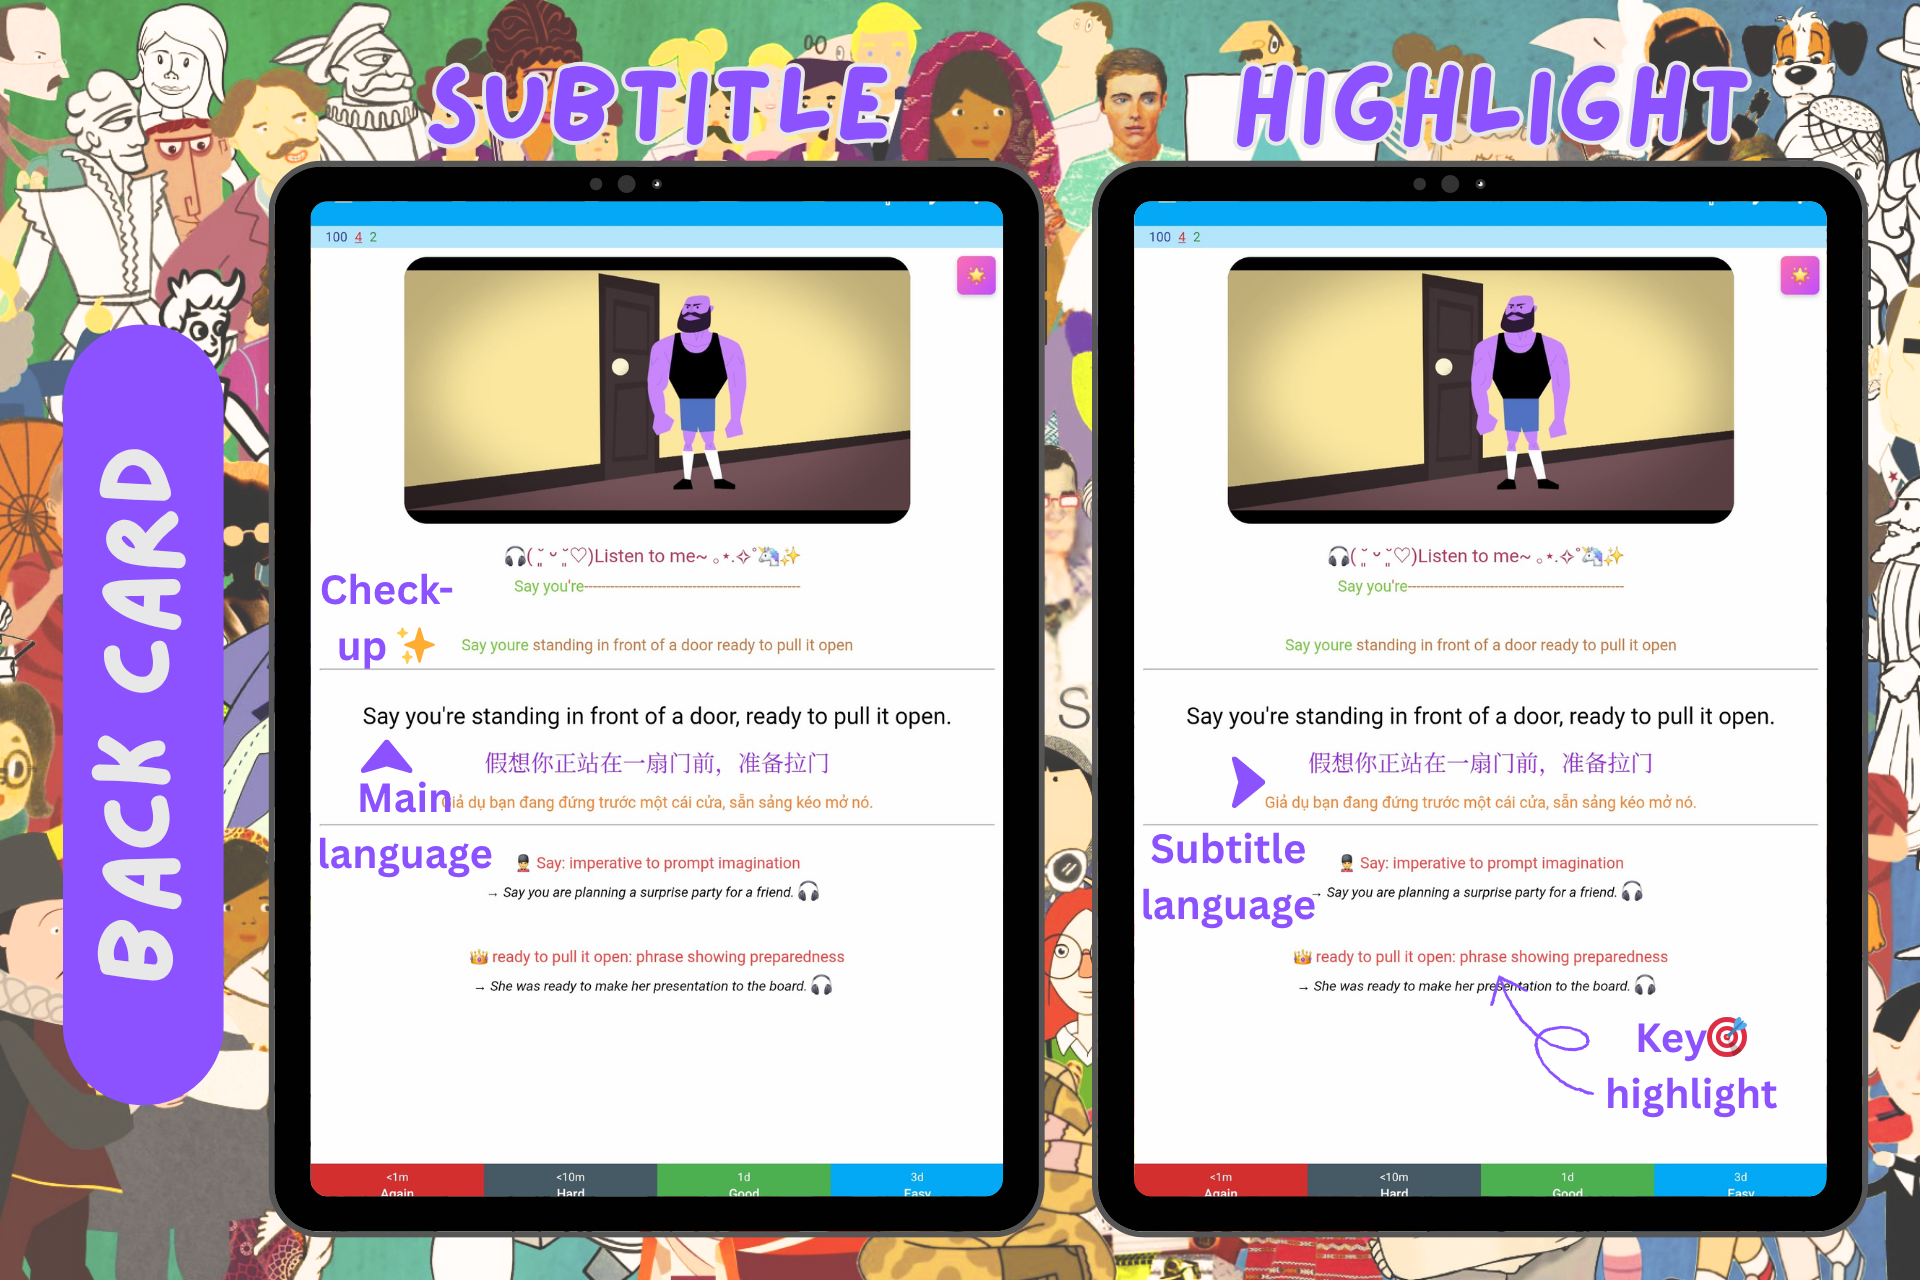 SUBTITLE
HIGHLIGHT
BACK CARD
100 4 2
🎧( ˘͈ ᵕ ˘͈♡)Listen to me~ ｡⋆.✧˚🦄✨
Say you're------------------------------------------------
Check-
up ✨
Say youre standing in front of a door ready to pull it open
Say you're standing in front of a door, ready to pull it open.
假想你正站在一扇门前，准备拉门
Giả dụ bạn đang đứng trước một cái cửa, sẵn sảng kéo mở nó.
Main
language
💂 Say: imperative to prompt imagination
→ Say you are planning a surprise party for a friend. 🎧
👑 ready to pull it open: phrase showing preparedness
→ She was ready to make her presentation to the board. 🎧
<1m <10m 1d 3d
Again Hard Good Easy
100 4 2
🎧( ˘͈ ᵕ ˘͈♡)Listen to me~ ｡⋆.✧˚🦄✨
Say you're------------------------------------------------
Say youre standing in front of a door ready to pull it open
Say you're standing in front of a door, ready to pull it open.
假想你正站在一扇门前，准备拉门
Giả dụ bạn đang đứng trước một cái cửa, sẵn sảng kéo mở nó.
Subtitle
language
💂 Say: imperative to prompt imagination
→ Say you are planning a surprise party for a friend. 🎧
👑 ready to pull it open: phrase showing preparedness
→ She was ready to make her presentation to the board. 🎧
Key🎯
highlight
<1m <10m 1d 3d
Again Hard Good Easy